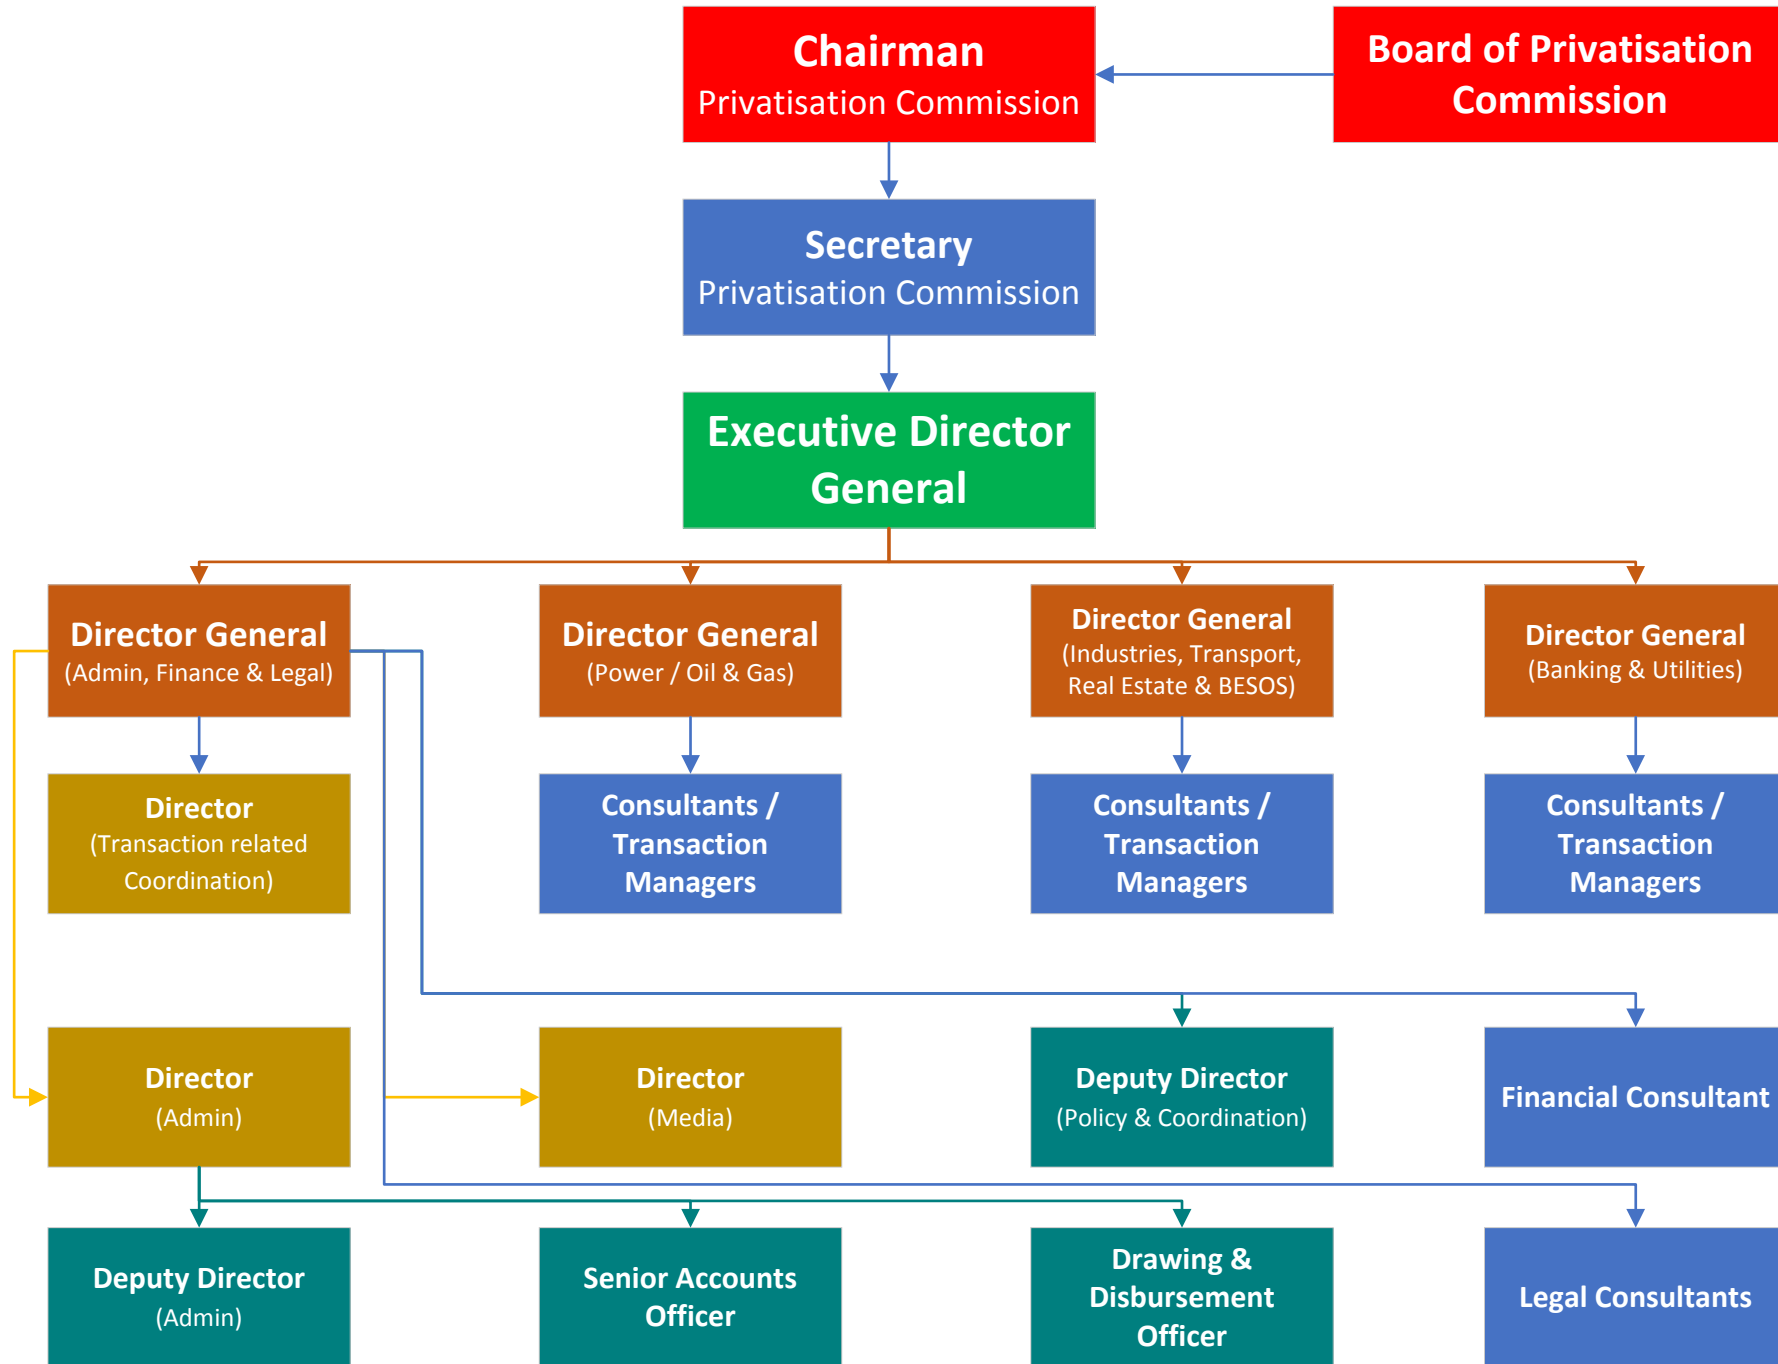 Chairman
Privatisation Commission
Board of Privatisation
Commission
Secretary
Privatisation Commission
Executive Director
General
Director General
(Admin, Finance & Legal)
Director General
(Power / Oil & Gas)
Director General
(Industries, Transport,
Real Estate & BESOS)
Director General
(Banking & Utilities)
Director
(Transaction related
Coordination)
Consultants /
Transaction
Managers
Consultants /
Transaction
Managers
Consultants /
Transaction
Managers
Director
(Admin)
Director
(Media)
Deputy Director
(Policy & Coordination)
Financial Consultant
Deputy Director
(Admin)
Senior Accounts
Officer
Drawing &
Disbursement
Officer
Legal Consultants